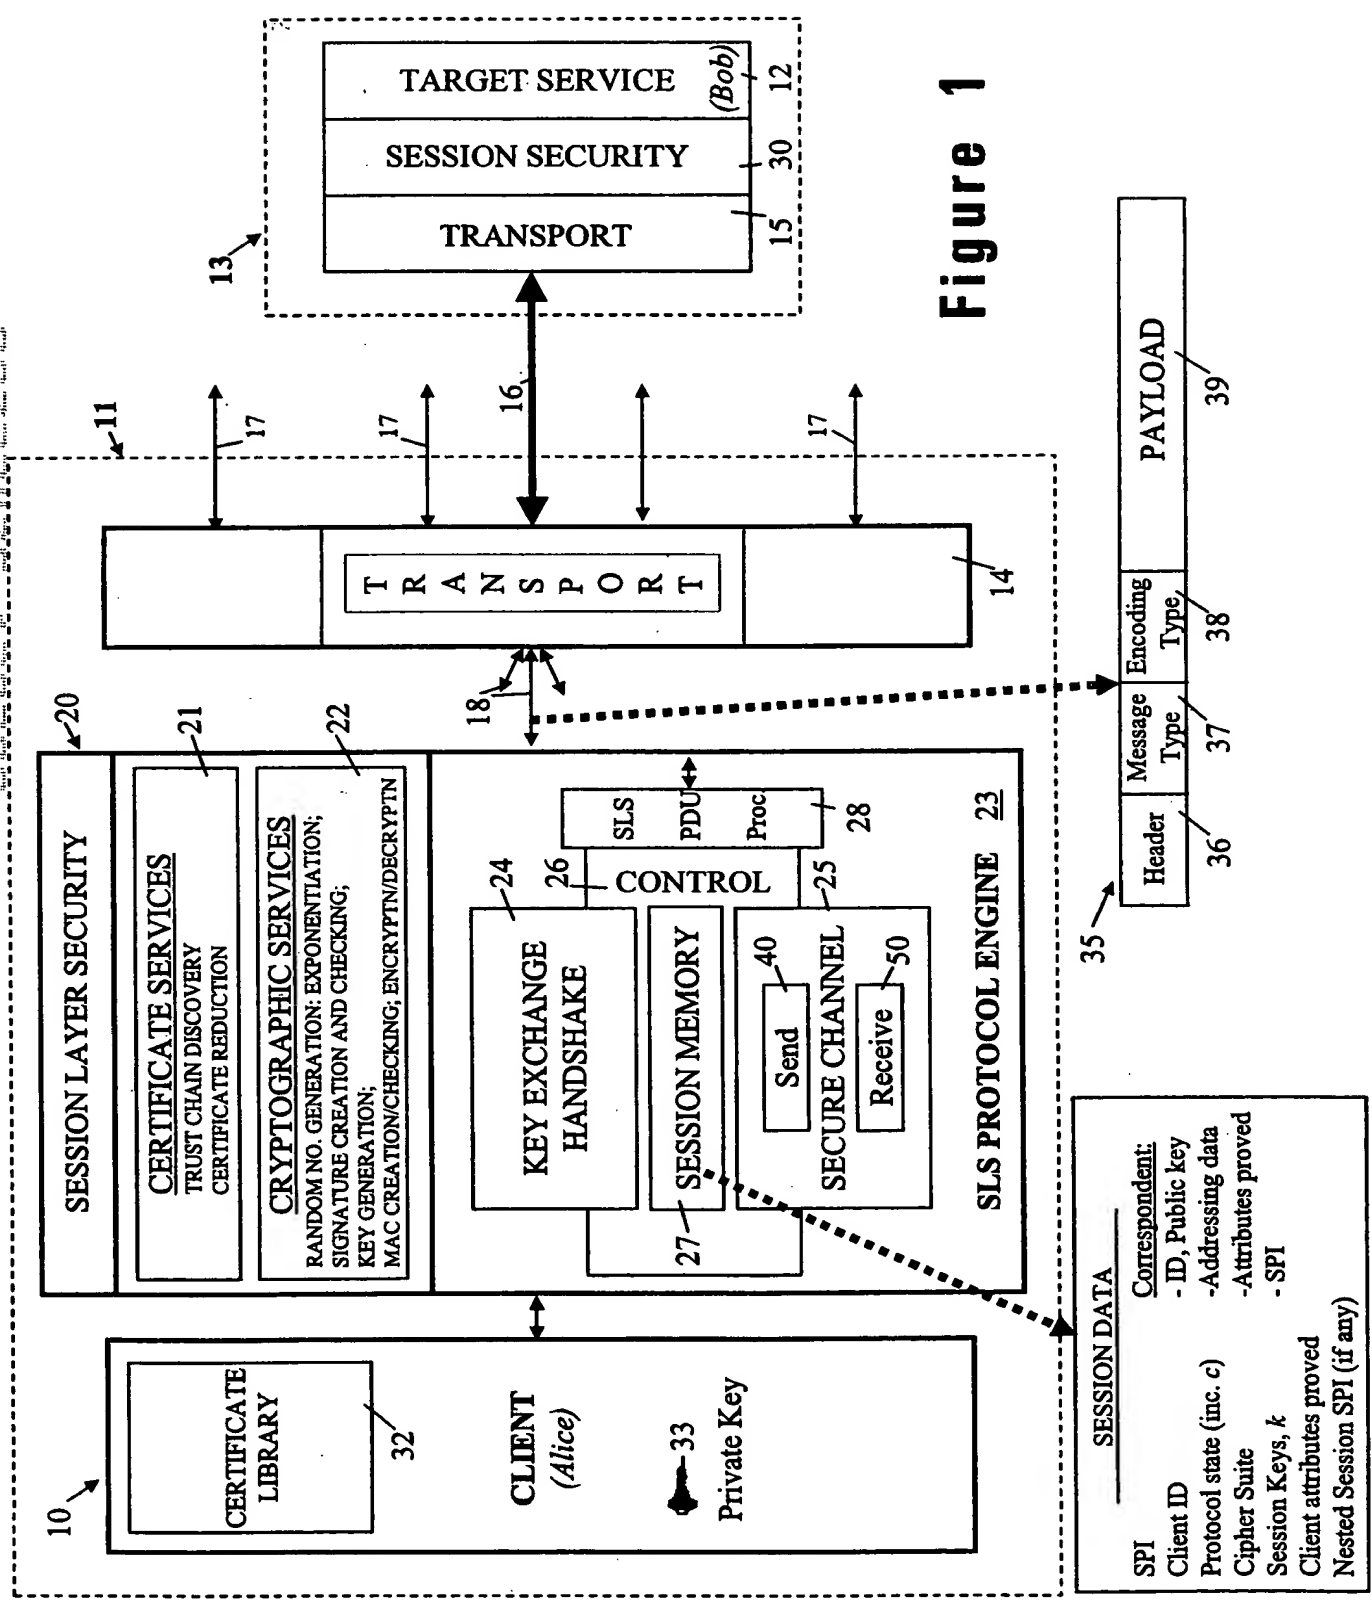 10
CERTIFICATE
LIBRARY
32
CLIENT
(Alice)
33
Private Key
SESSION LAYER SECURITY
20
CERTIFICATE SERVICES
TRUST CHAIN DISCOVERY
CERTIFICATE REDUCTION
21
CRYPTOGRAPHIC SERVICES
RANDOM NO. GENERATION: EXPONENTIATION;
SIGNATURE CREATION AND CHECKING;
KEY GENERATION;
MAC CREATION/CHECKING; ENCRYPTN/DECRYPTN
22
KEY EXCHANGE
HANDSHAKE
24
26
CONTROL
SLS
PDU
Proc.
28
SESSION MEMORY
27
SECURE CHANNEL
25
Send
40
Receive
50
SLS PROTOCOL ENGINE
23
18
TRANSPORT
14
11
17
17
16
17
13
TRANSPORT
15
SESSION SECURITY
30
TARGET SERVICE
(Bob)
12
Figure 1
35
Header
36
Message
Type
37
Encoding
Type
38
PAYLOAD
39
SESSION DATA
SPI
Client ID
Protocol state (inc. c)
Cipher Suite
Session Keys, k
Client attributes proved
Nested Session SPI (if any)
Correspondent:
- ID, Public key
-Addressing data
-Attributes proved
- SPI